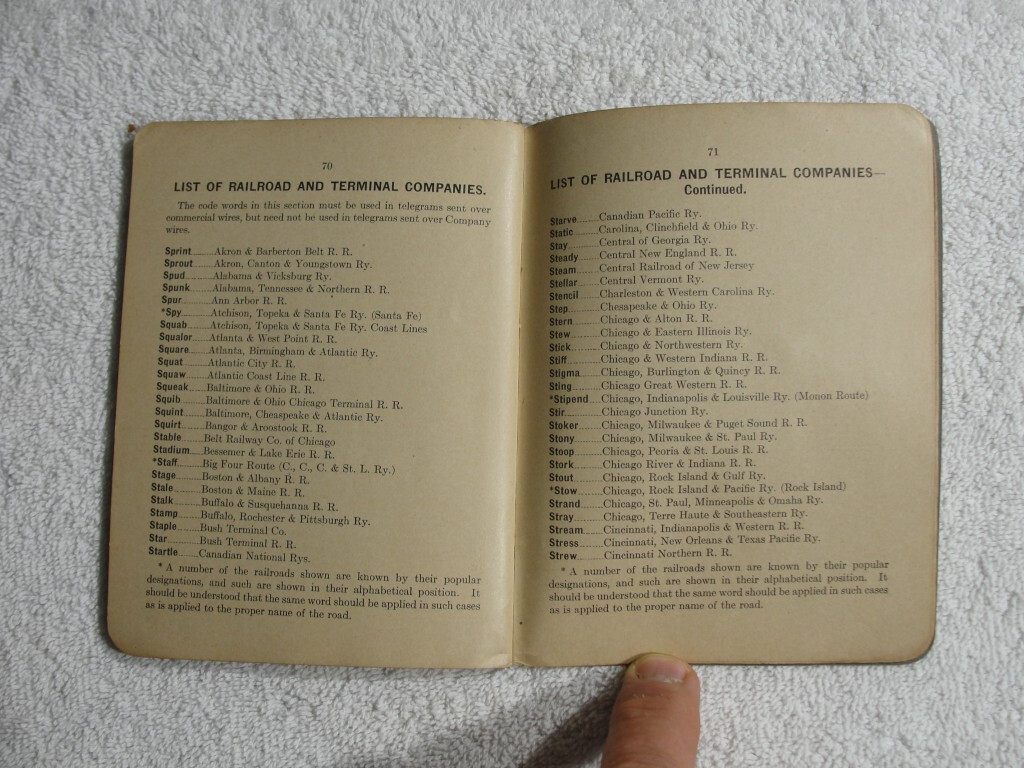 70
LIST OF RAILROAD AND TERMINAL COMPANIES.
The code words in this section must be used in telegrams sent over
commercial wires, but need not be used in telegrams sent over Company
wires.
Sprint......Akron & Barberton Belt R. R.
Sprout......Akron, Canton & Youngstown Ry.
Spud......Alabama & Vicksburg Ry.
Spunk......Alabama, Tennessee & Northern R. R.
Spur......Ann Arbor R. R.
*Spy......Atchison, Topeka & Santa Fe Ry. (Santa Fe)
Squab......Atchison, Topeka & Santa Fe Ry. Coast Lines
Squalor......Atlanta & West Point R. R.
Square......Atlanta, Birmingham & Atlantic Ry.
Squat......Atlantic City R. R.
Squaw......Atlantic Coast Line R. R.
Squeak......Baltimore & Ohio R. R.
Squib......Baltimore & Ohio Chicago Terminal R. R.
Squint......Baltimore, Cheaspeake & Atlantic Ry.
Squirt......Bangor & Aroostook R. R.
Stable......Belt Railway Co. of Chicago
Stadium......Bessemer & Lake Erie R. R.
*Staff......Big Four Route (C., C., C. & St. L. Ry.)
Stage......Boston & Albany R. R.
Stale......Boston & Maine R. R.
Stalk......Buffalo & Susquehanna R. R.
Stamp......Buffalo, Rochester & Pittsburgh Ry.
Staple......Bush Terminal Co.
Star......Bush Terminal R. R.
Startle......Canadian National Rys.
* A number of the railroads shown are known by their popular
designations, and such are shown in their alphabetical position. It
should be understood that the same word should be applied in such cases
as is applied to the proper name of the road.
71
LIST OF RAILROAD AND TERMINAL COMPANIES—
Continued.
Starve......Canadian Pacific Ry.
Static......Carolina, Clinchfield & Ohio Ry.
Stay......Central of Georgia Ry.
Steady......Central New England R. R.
Steam......Central Railroad of New Jersey
Stellar......Central Vermont Ry.
Stencil......Charleston & Western Carolina Ry.
Step......Chesapeake & Ohio Ry.
Stern......Chicago & Alton R. R.
Stew......Chicago & Eastern Illinois Ry.
Stick......Chicago & Northwestern Ry.
Stiff......Chicago & Western Indiana R. R.
Stigma......Chicago, Burlington & Quincy R. R.
Sting......Chicago Great Western R. R.
*Stipend......Chicago, Indianapolis & Louisville Ry. (Monon Route)
Stir......Chicago Junction Ry.
Stoker......Chicago, Milwaukee & Puget Sound R. R.
Stony......Chicago, Milwaukee & St. Paul Ry.
Stoop......Chicago, Peoria & St. Louis R. R.
Stork......Chicago River & Indiana R. R.
Stout......Chicago, Rock Island & Gulf Ry.
*Stow......Chicago, Rock Island & Pacific Ry. (Rock Island)
Strand......Chicago, St. Paul, Minneapolis & Omaha Ry.
Stray......Chicago, Terre Haute & Southeastern Ry.
Stream......Cincinnati, Indianapolis & Western R. R.
Stress......Cincinnati, New Orleans & Texas Pacific Ry.
Strew......Cincinnati Northern R. R.
* A number of the railroads shown are known by their popular
designations, and such are shown in their alphabetical position. It
should be understood that the same word should be applied in such cases
as is applied to the proper name of the road.